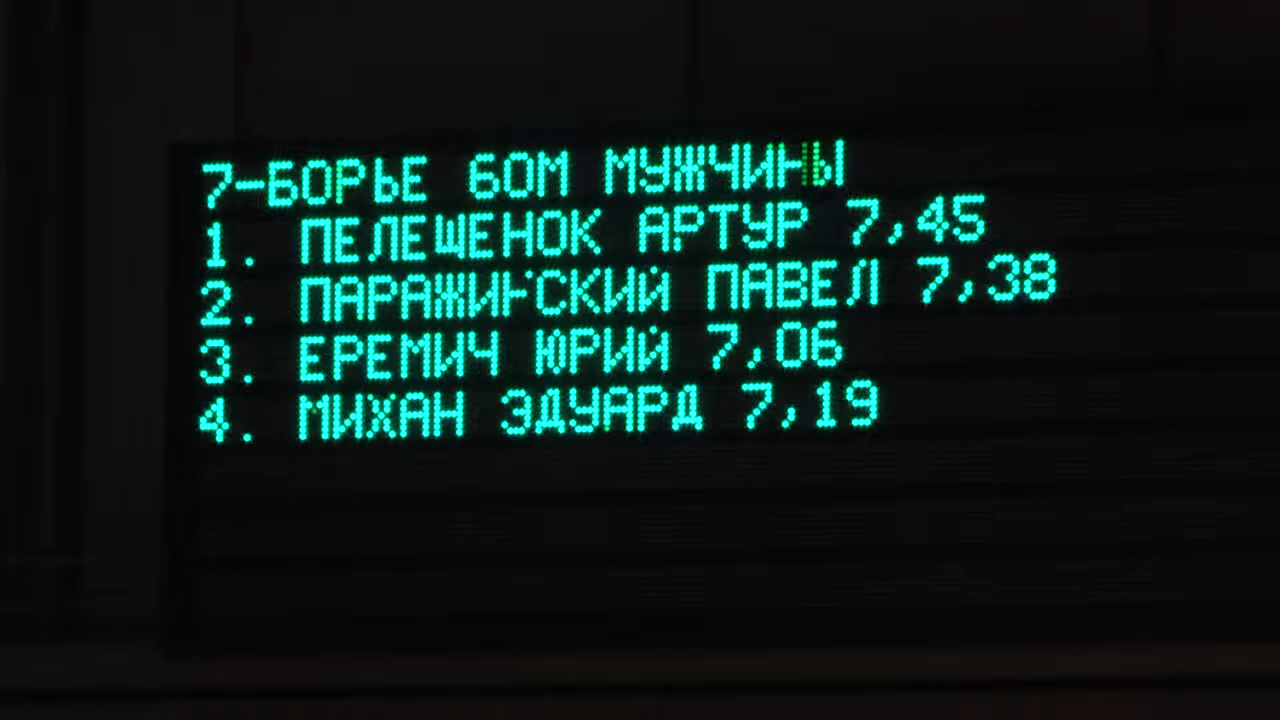 7-БОРЬЕ 60М МУЖЧИНЫ
1. ПЕЛЕЩЕНОК АРТУР 7,45
2. ПАРАЖИНСКИЙ ПАВЕЛ 7,38
3. ЕРЕМИЧ ЮРИЙ 7,06
4. МИХАН ЭДУАРД 7,19